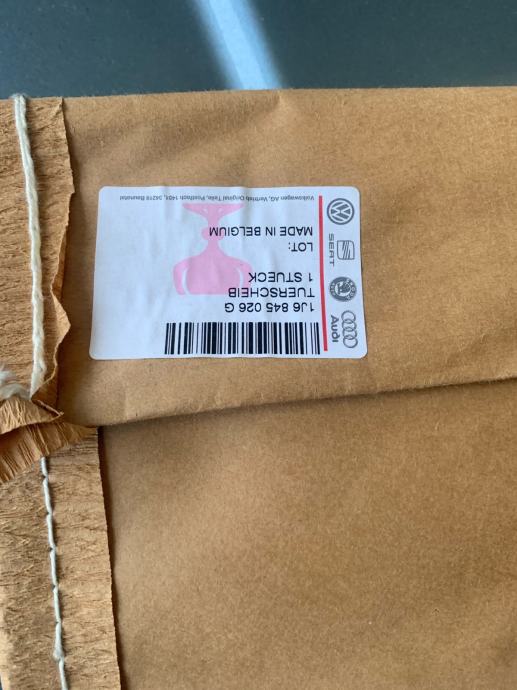 1J6 845 026 G
TUERSCHEIB
1 STUECK
LOT:
MADE IN BELGIUM
Volkswagen AG, Vertrieb Original Teile, Postfach 1401, 34219 Baunatal
Audi
SEAT